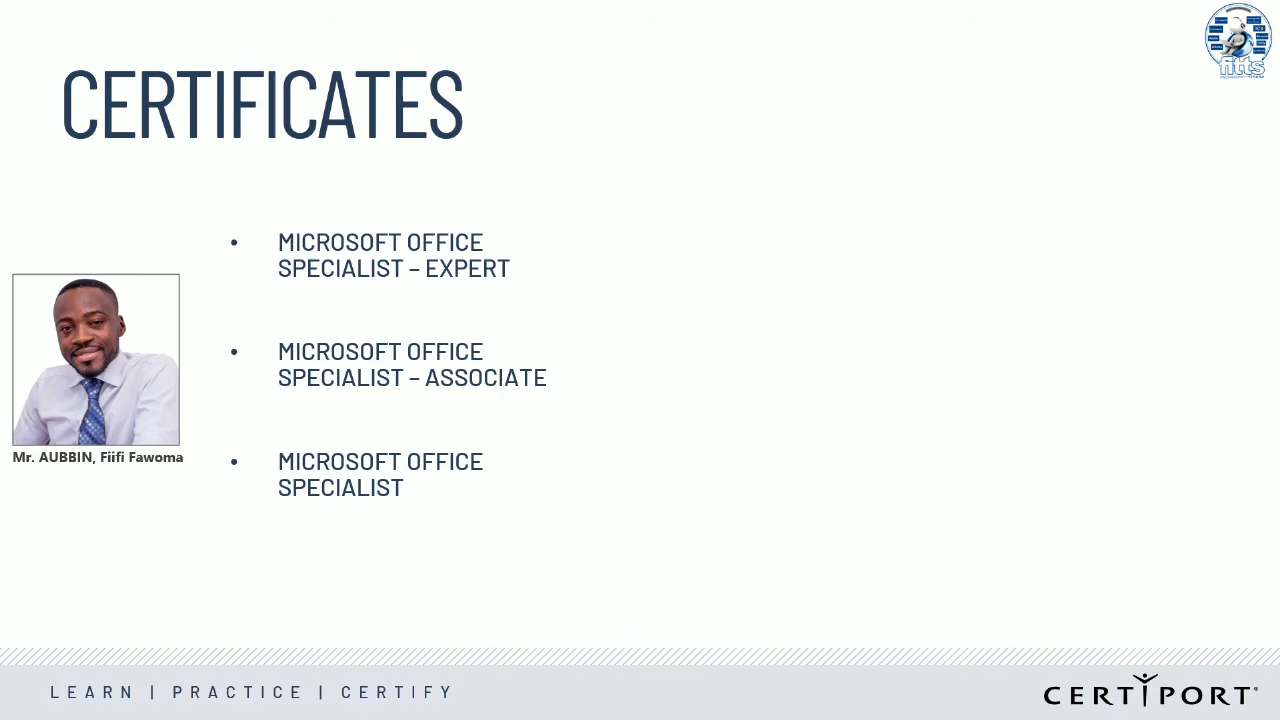 CERTIFICATES
• MICROSOFT OFFICE
SPECIALIST – EXPERT
• MICROSOFT OFFICE
SPECIALIST – ASSOCIATE
• MICROSOFT OFFICE
SPECIALIST
Mr. AUBBIN, Fiifi Fawoma
fitts
LEARN | PRACTICE | CERTIFY
CERTIPORT®